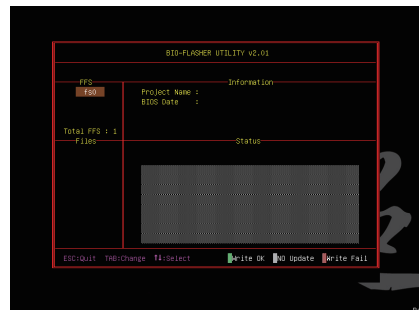 BIO-FLASHER UTILITY v2.01
FFS
fs0
Total FFS : 1
Files
Information
Project Name :
BIOS Date :
Status
ESC:Quit TAB:Change ↑↓:Select Write OK NO Update Write Fail